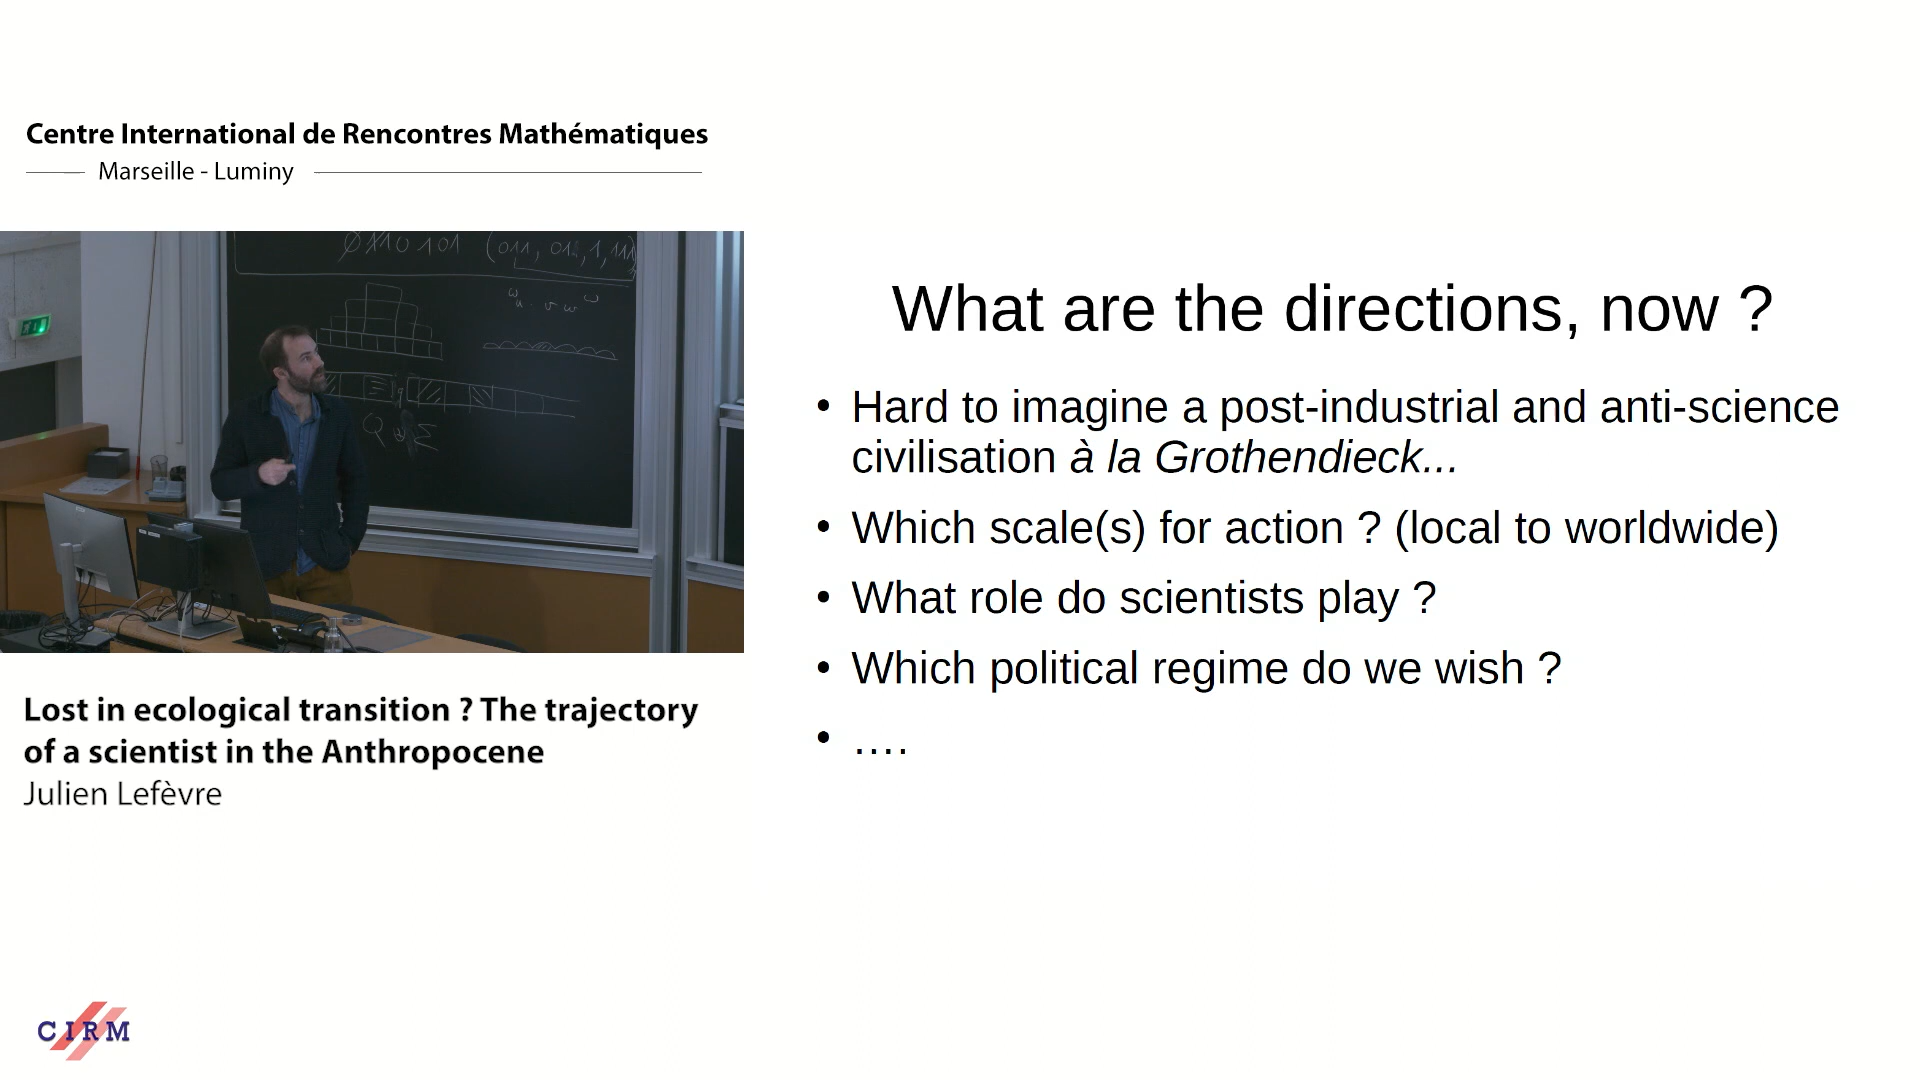 Centre International de Rencontres Mathématiques
Marseille - Luminy
What are the directions, now ?
• Hard to imagine a post-industrial and anti-science
civilisation à la Grothendieck...
• Which scale(s) for action ? (local to worldwide)
• What role do scientists play ?
• Which political regime do we wish ?
• ....
Lost in ecological transition ? The trajectory
of a scientist in the Anthropocene
Julien Lefèvre
CIRM